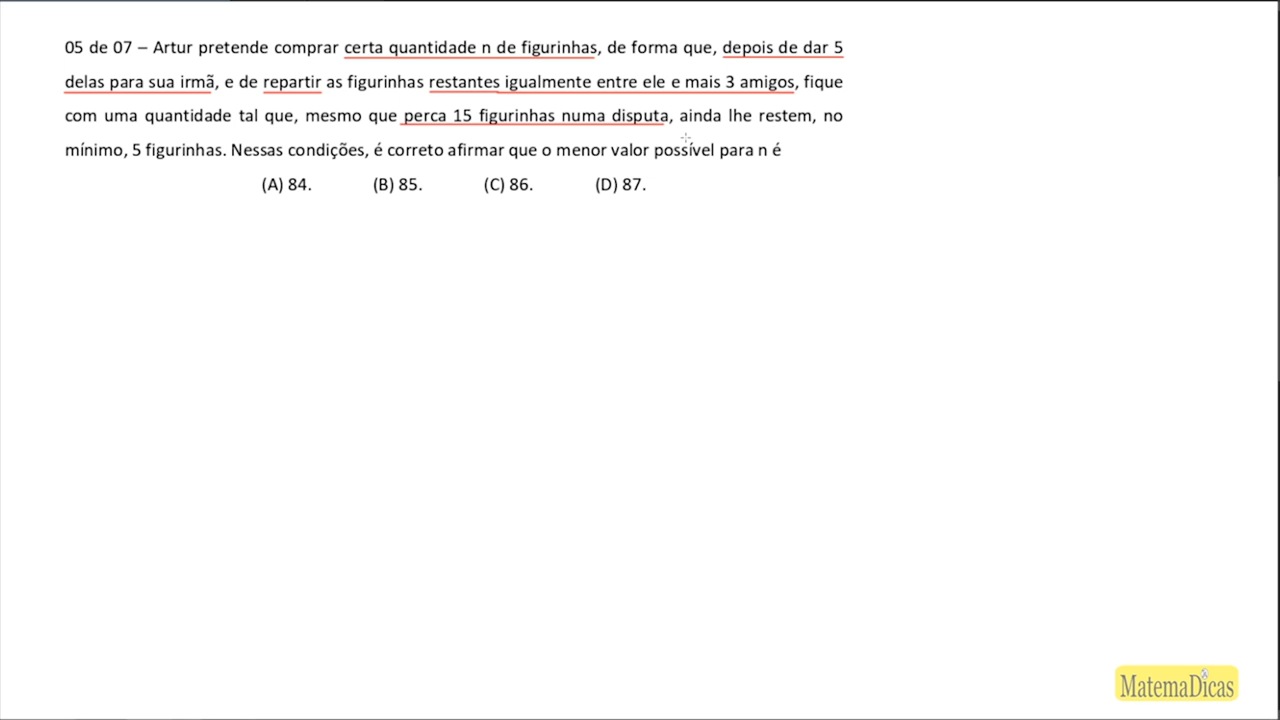 05 de 07 – Artur pretende comprar certa quantidade n de figurinhas, de forma que, depois de dar 5
delas para sua irmã, e de repartir as figurinhas restantes igualmente entre ele e mais 3 amigos, fique
com uma quantidade tal que, mesmo que perca 15 figurinhas numa disputa, ainda lhe restem, no
mínimo, 5 figurinhas. Nessas condições, é correto afirmar que o menor valor possível para n é
(A) 84. (B) 85. (C) 86. (D) 87.
MatemaDicas